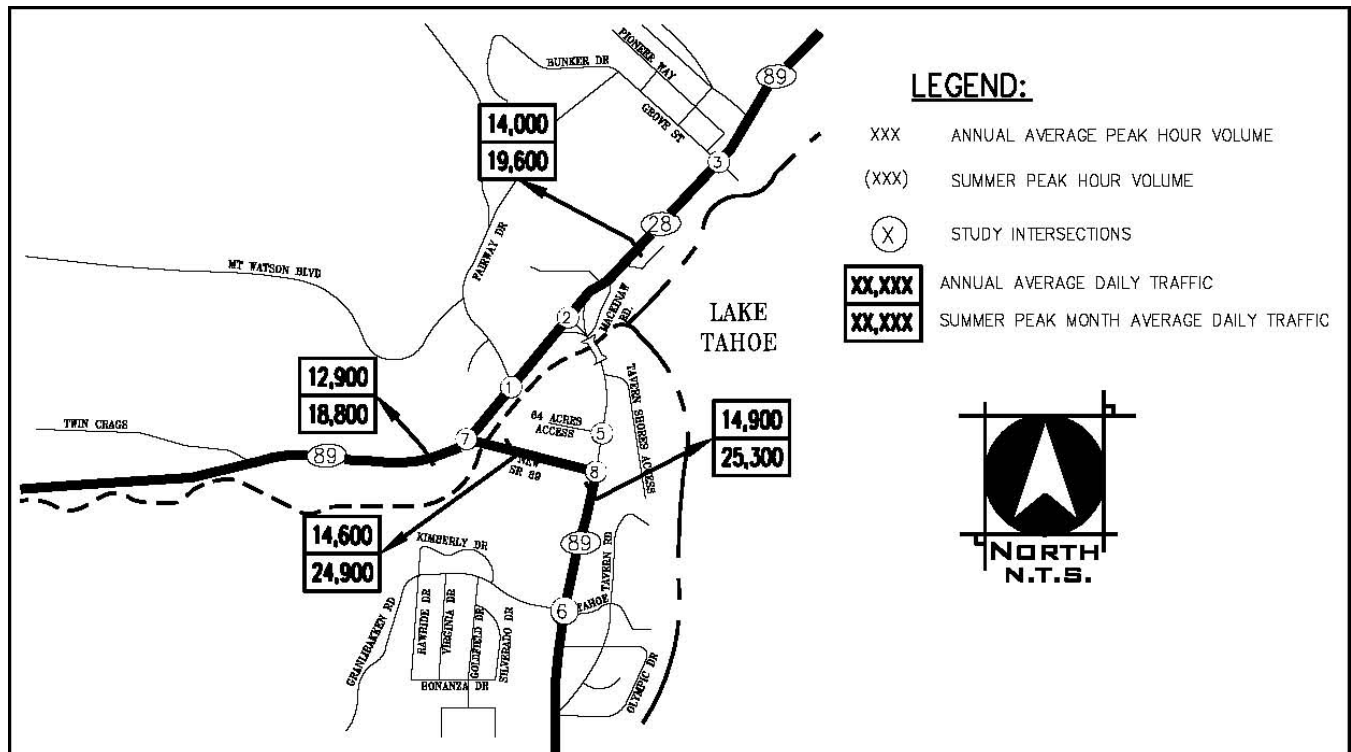 BUNKER DR
PIONEER WAY
89
GROVE ST
14,000
19,600
3
28
FAIRWAY DR
MT WATSON BLVD
2
MACKINAW
RD.
LAKE
TAHOE
12,900
18,800
1
TWIN CRAGS
64 ACRES
ACCESS
5
TAVERN SHORES ACCESS
14,900
25,300
89
7
NEW
SR 89
8
14,600
24,900
KIMBERLY DR
89
TAVERN RD
TAHOE
6
GRANLIBAKKEN RD
RAWHIDE DR
VIRGINIA DR
GOLDFIELD DR
SILVERADO DR
BONANZA DR
OLYMPIC DR
LEGEND:
XXX ANNUAL AVERAGE PEAK HOUR VOLUME
(XXX) SUMMER PEAK HOUR VOLUME
X STUDY INTERSECTIONS
XX,XXX ANNUAL AVERAGE DAILY TRAFFIC
XX,XXX SUMMER PEAK MONTH AVERAGE DAILY TRAFFIC
NORTH
N.T.S.